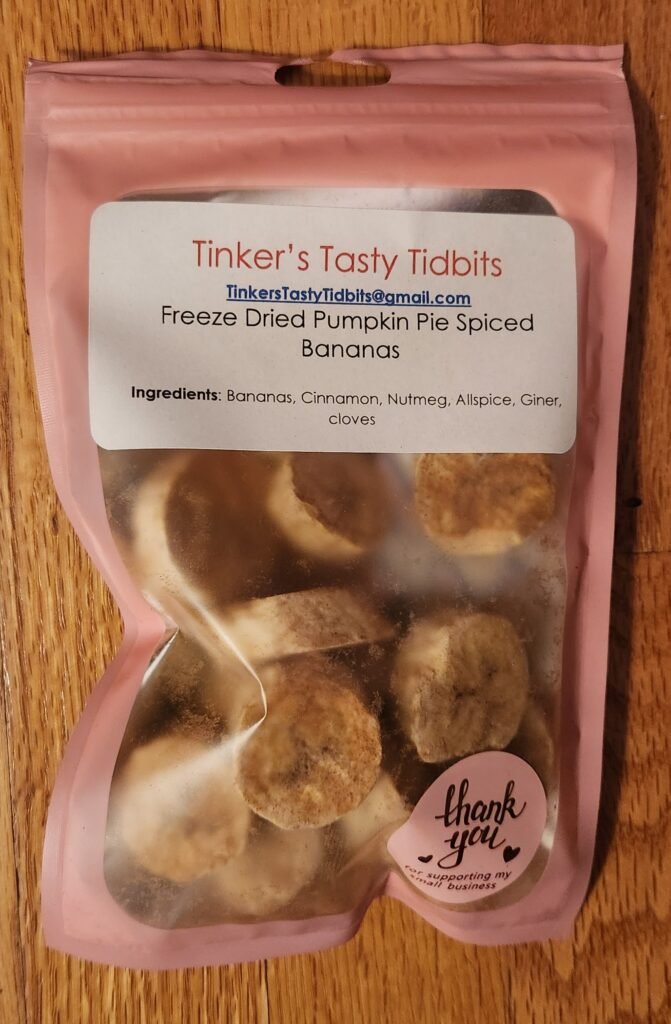 Tinker's Tasty Tidbits
TinkersTastyTidbits@gmail.com
Freeze Dried Pumpkin Pie Spiced
Bananas
Ingredients: Bananas, Cinnamon, Nutmeg, Allspice, Giner,
cloves
thank
you
for supporting my
small business